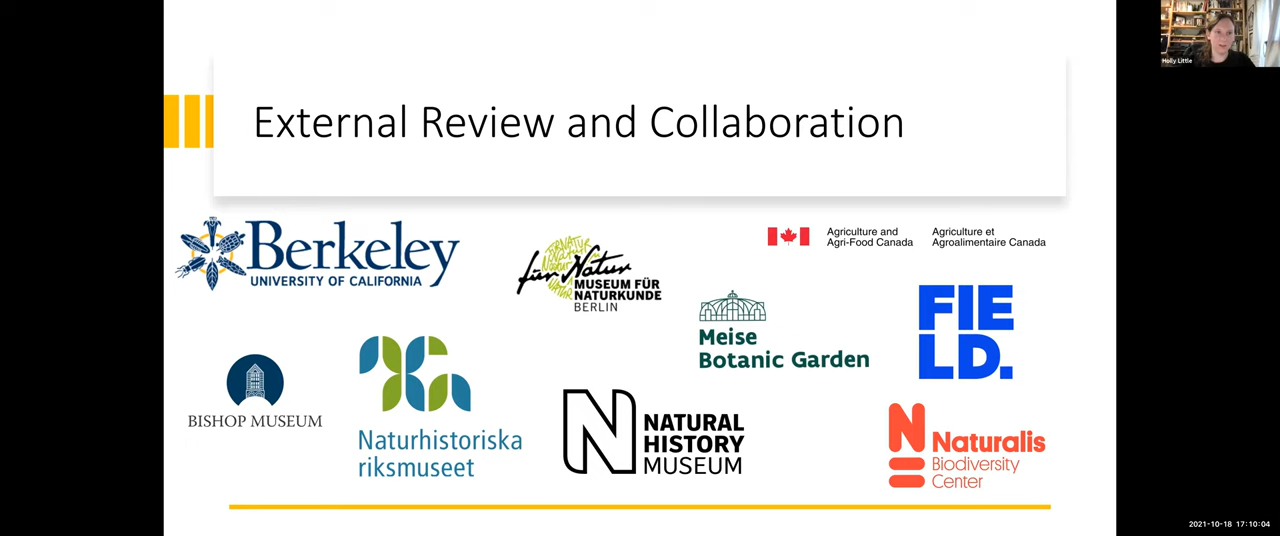 Holly Little
External Review and Collaboration
Berkeley
UNIVERSITY OF CALIFORNIA
für Natur
MUSEUM FÜR
NATURKUNDE
BERLIN
Agriculture and
Agri-Food Canada
Agriculture et
Agroalimentaire Canada
Meise
Botanic Garden
FIE
LD.
BISHOP MUSEUM
Naturhistoriska
riksmuseet
N
NATURAL
HISTORY
MUSEUM
N
Naturalis
Biodiversity
Center
2021-10-18 17:10:04